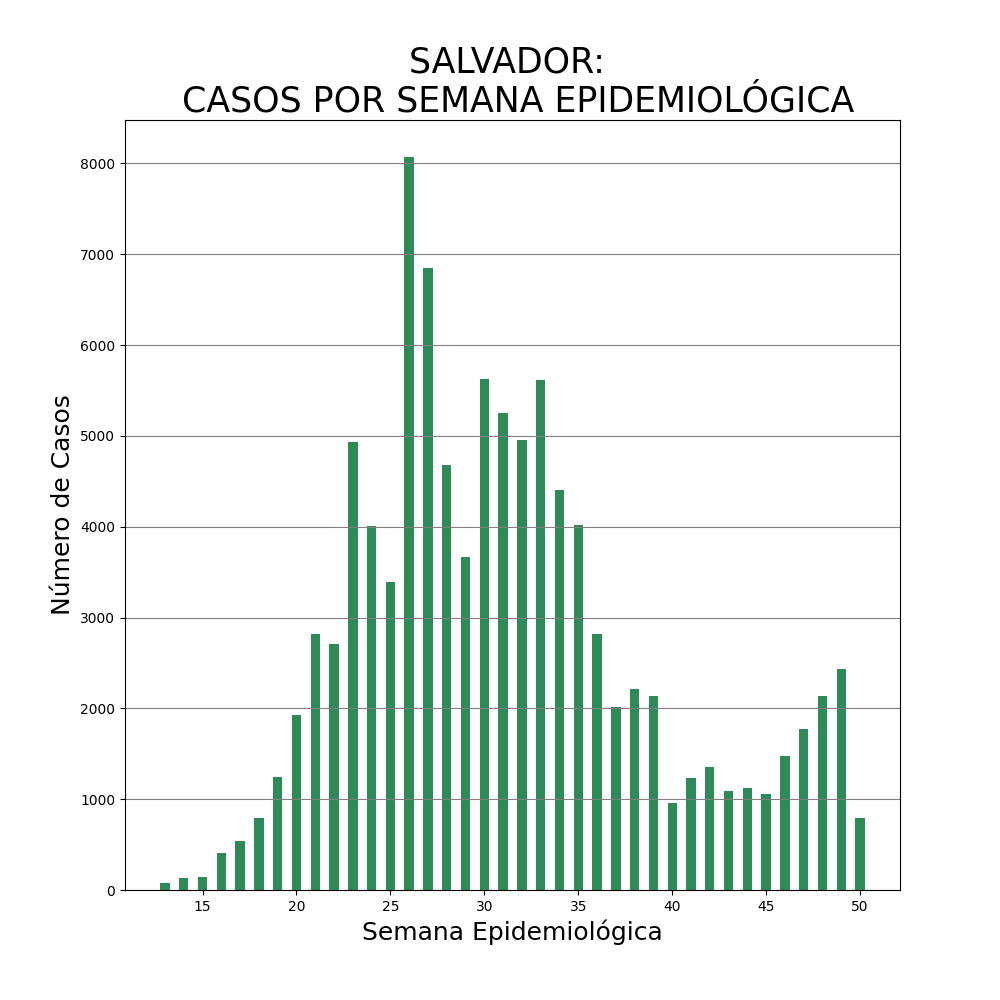 SALVADOR:
CASOS POR SEMANA EPIDEMIOLÓGICA
8000
7000
6000
5000
4000
3000
2000
1000
0
Número de Casos
15 20 25 30 35 40 45 50
Semana Epidemiológica